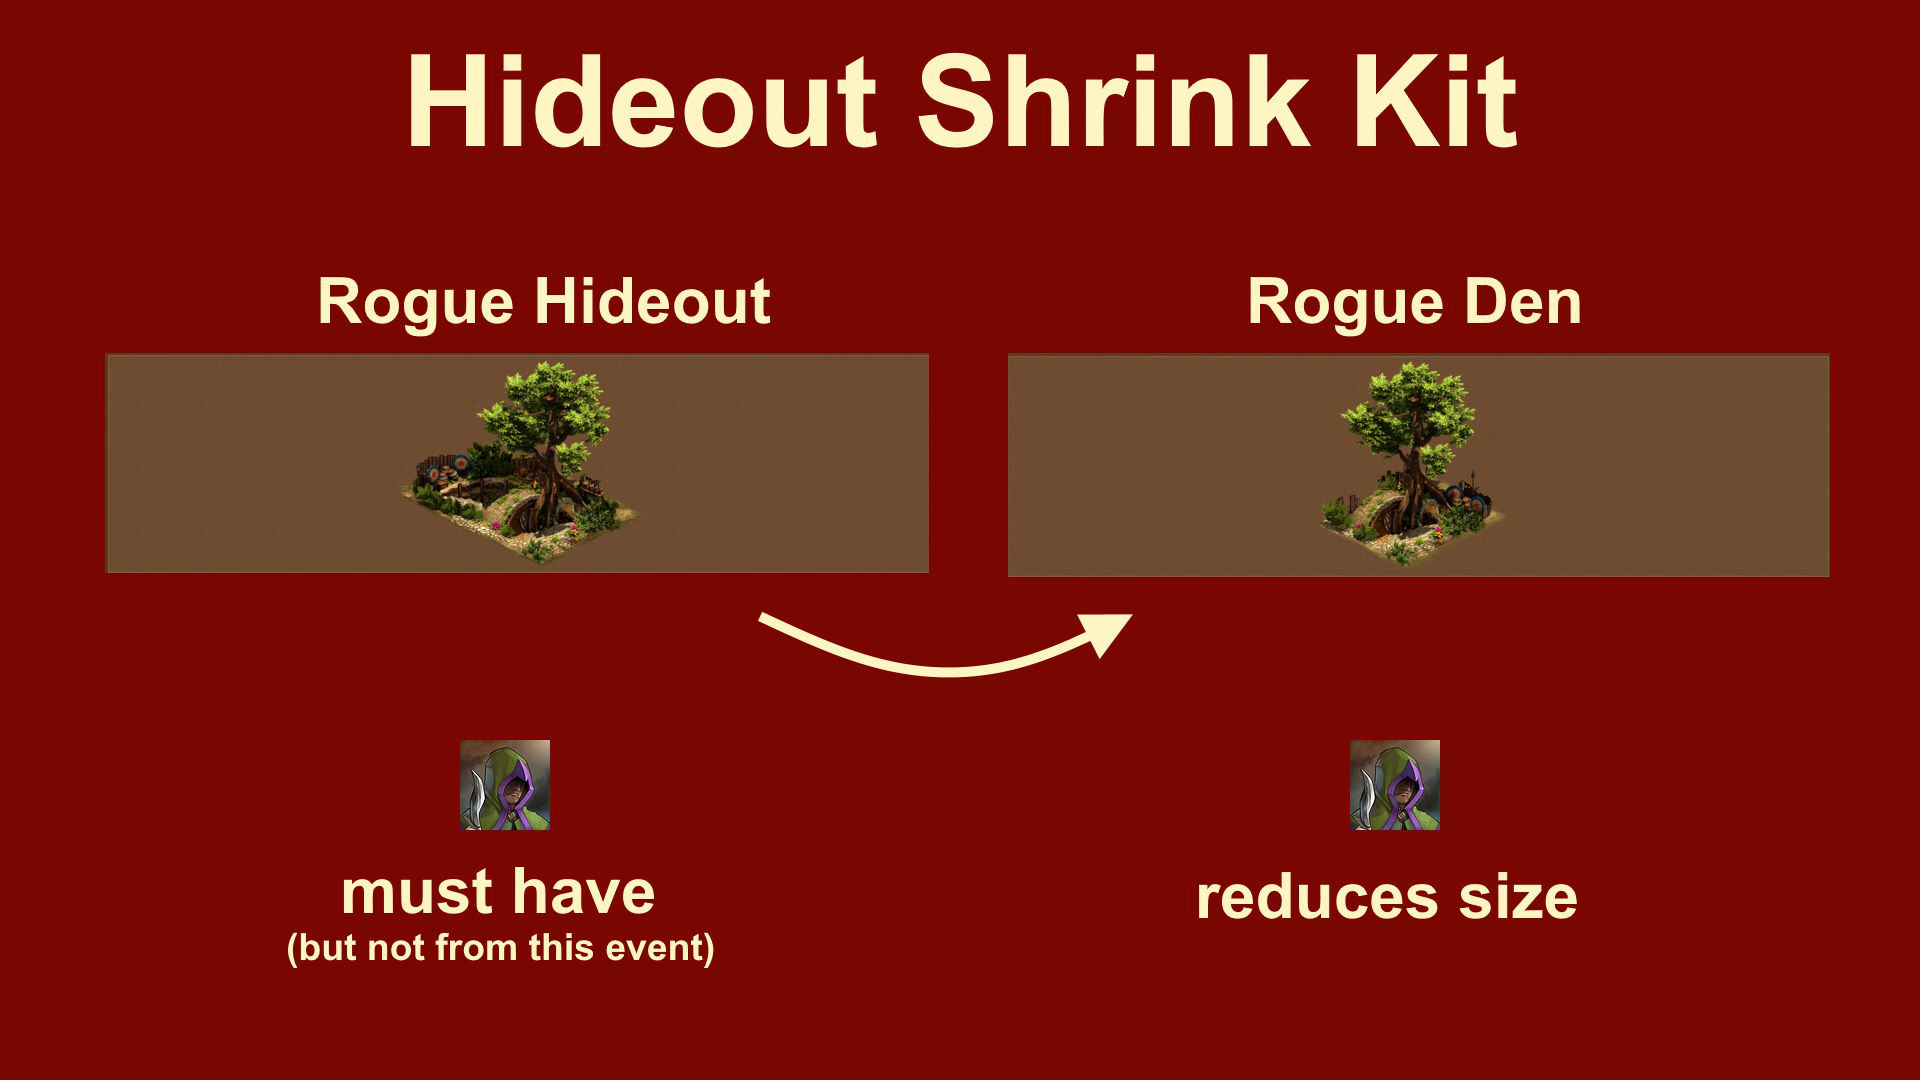 Hideout Shrink Kit
Rogue Hideout
Rogue Den
must have
(but not from this event)
reduces size